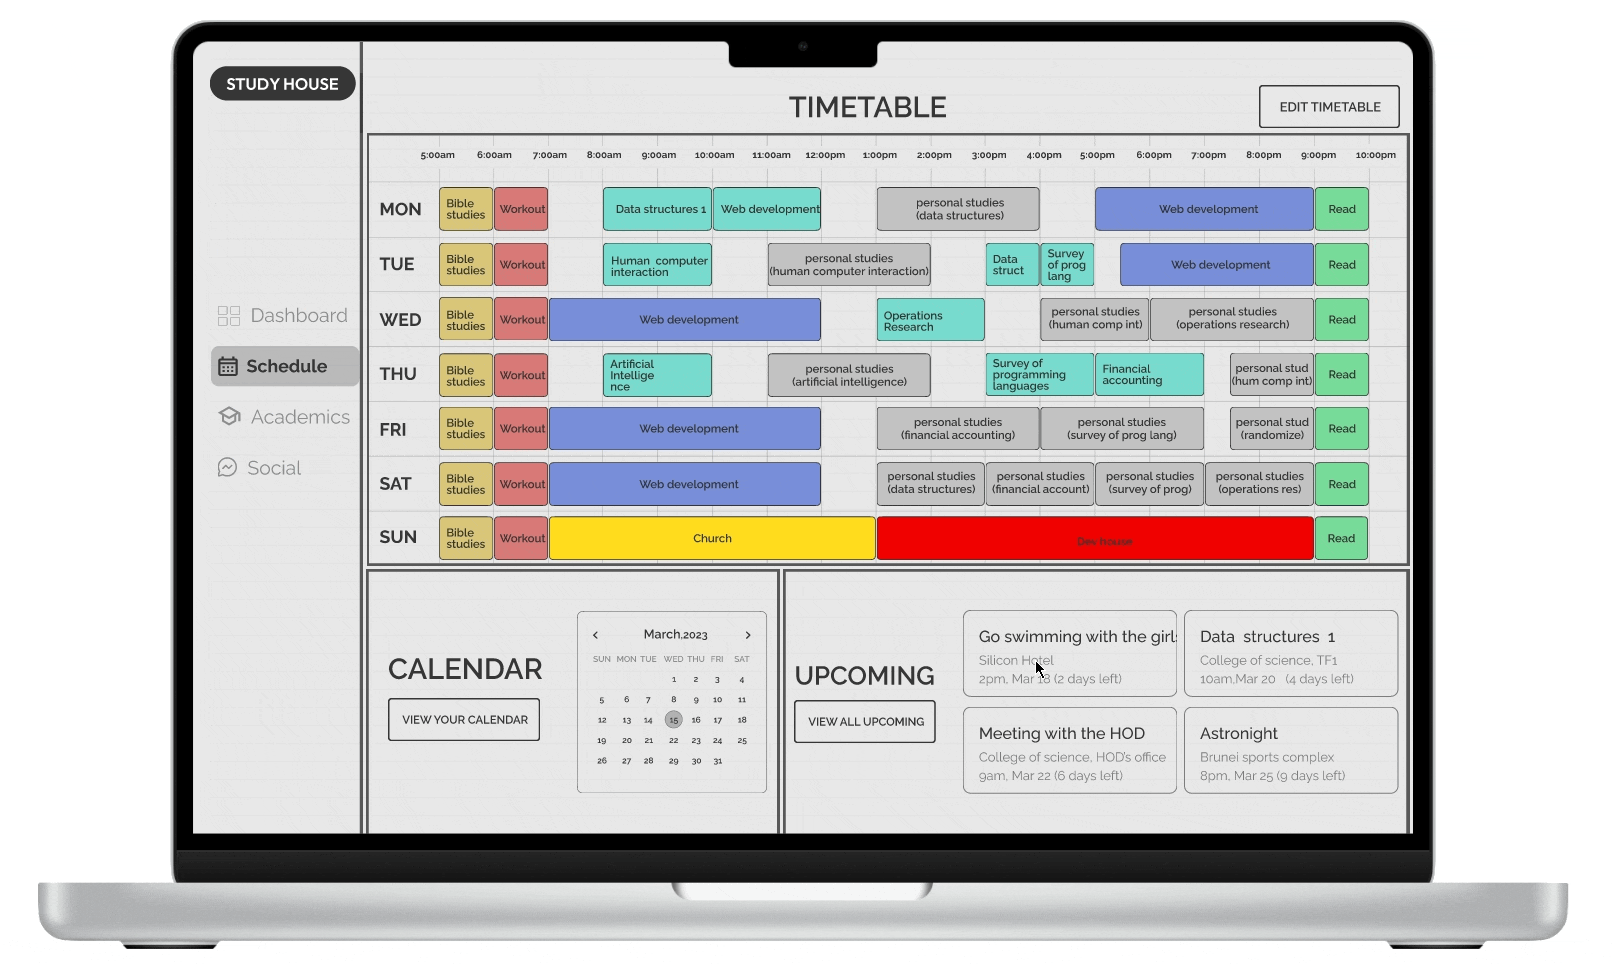 STUDY HOUSE
TIMETABLE
EDIT TIMETABLE
5:00am 6:00am 7:00am 8:00am 9:00am 10:00am 11:00am 12:00pm 1:00pm 2:00pm 3:00pm 4:00pm 5:00pm 6:00pm 7:00pm 8:00pm 9:00pm 10:00pm
MON
Bible
studies
Workout
Data structures 1
Web development
personal studies
(data structures)
Web development
Read
TUE
Bible
studies
Workout
Human computer
interaction
personal studies
(human computer interaction)
Data
struct
Survey
of prog
lang
Web development
Read
WED
Bible
studies
Workout
Web development
Operations
Research
personal studies
(human comp int)
personal studies
(operations research)
Read
THU
Bible
studies
Workout
Artificial
Intellige
nce
personal studies
(artificial intelligence)
Survey of
programming
languages
Financial
accounting
personal stud
(hum comp int)
Read
FRI
Bible
studies
Workout
Web development
personal studies
(financial accounting)
personal studies
(survey of prog lang)
personal stud
(randomize)
Read
SAT
Bible
studies
Workout
Web development
personal studies
(data structures)
personal studies
(financial account)
personal studies
(survey of prog)
personal studies
(operations res)
Read
SUN
Bible
studies
Workout
Church
Dev house
Read
Dashboard
Schedule
Academics
Social
CALENDAR
VIEW YOUR CALENDAR
March,2023
SUN MON TUE WED THU FRI SAT
1 2 3 4
5 6 7 8 9 10 11
12 13 14 15 16 17 18
19 20 21 22 23 24 25
26 27 28 29 30 31
UPCOMING
VIEW ALL UPCOMING
Go swimming with the girls
Silicon Hotel
2pm, Mar 18 (2 days left)
Data structures 1
College of science, TF1
10am,Mar 20 (4 days left)
Meeting with the HOD
College of science, HOD's office
9am, Mar 22 (6 days left)
Astronight
Brunei sports complex
8pm, Mar 25 (9 days left)